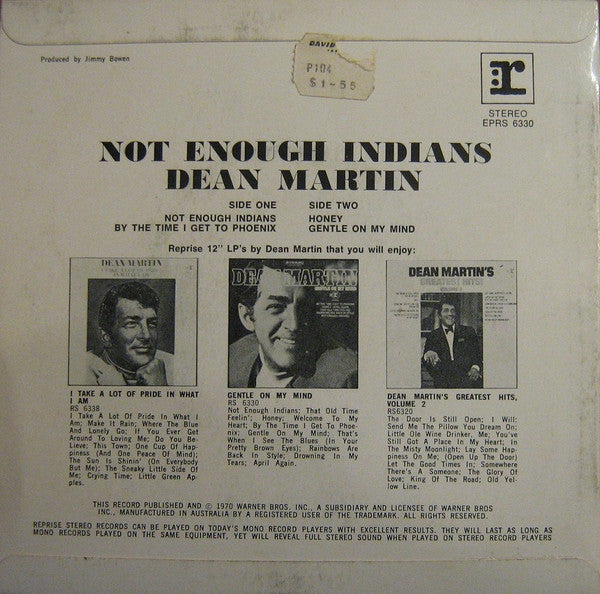 Produced by Jimmy Bowen
DAVID
P104
$1-55
r
STEREO
EPRS 6330
NOT ENOUGH INDIANS
DEAN MARTIN
SIDE ONE
NOT ENOUGH INDIANS
BY THE TIME I GET TO PHOENIX
SIDE TWO
HONEY
GENTLE ON MY MIND
Reprise 12" LP's by Dean Martin that you will enjoy:
DEAN MARTIN
I TAKE A LOT OF PRIDE IN WHAT
I AM
RS 6338
I Take A Lot Of Pride In What I
Am; Make It Rain; Where The Blue
And Lonely Go; If You Ever Get
Around To Loving Me; Do You Be-
lieve; This Town; One Cup Of Hap-
piness (And One Peace Of Mind);
The Sun Is Shinin' (On Everybody
But Me); The Sneaky Little Side Of
Me; Crying Time; Little Green Ap-
ples.
DEAN MARTIN
GENTLE ON MY MIND
GENTLE ON MY MIND
RS 6330
Not Enough Indians; That Old Time
Feelin'; Honey; Welcome To My
Heart; By The Time I Get To Phoe-
nix; Gentle On My Mind; That's
When I See The Blues (In Your
Pretty Brown Eyes); Rainbows Are
Back In Style; Drowning In My
Tears; April Again.
DEAN MARTIN'S
GREATEST HITS!
VOLUME 2
DEAN MARTIN'S GREATEST HITS,
VOLUME 2
RS6320
The Door Is Still Open; I Will;
Send Me The Pillow You Dream On;
Little Ole Wine Drinker, Me; You've
Still Got A Place In My Heart; In
The Misty Moonlight; Lay Some Hap-
piness On Me; (Open Up The Door)
Let The Good Times In; Somewhere
There's A Someone; The Glory Of
Love; King Of The Road; Old Yel-
low Line.
THIS RECORD PUBLISHED AND © 1970 WARNER BROS. INC., A SUBSIDIARY AND LICENSEE OF WARNER BROS
INC., MANUFACTURED IN AUSTRALIA BY A REGISTERED USER OF THE TRADEMARK. ALL RIGHTS RESERVED.
REPRISE STEREO RECORDS CAN BE PLAYED ON TODAY'S MONO RECORD PLAYERS WITH EXCELLENT RESULTS. THEY WILL LAST AS LONG AS
MONO RECORDS PLAYED ON THE SAME EQUIPMENT, YET WILL REVEAL FULL STEREO SOUND WHEN PLAYED ON STEREO RECORD PLAYERS